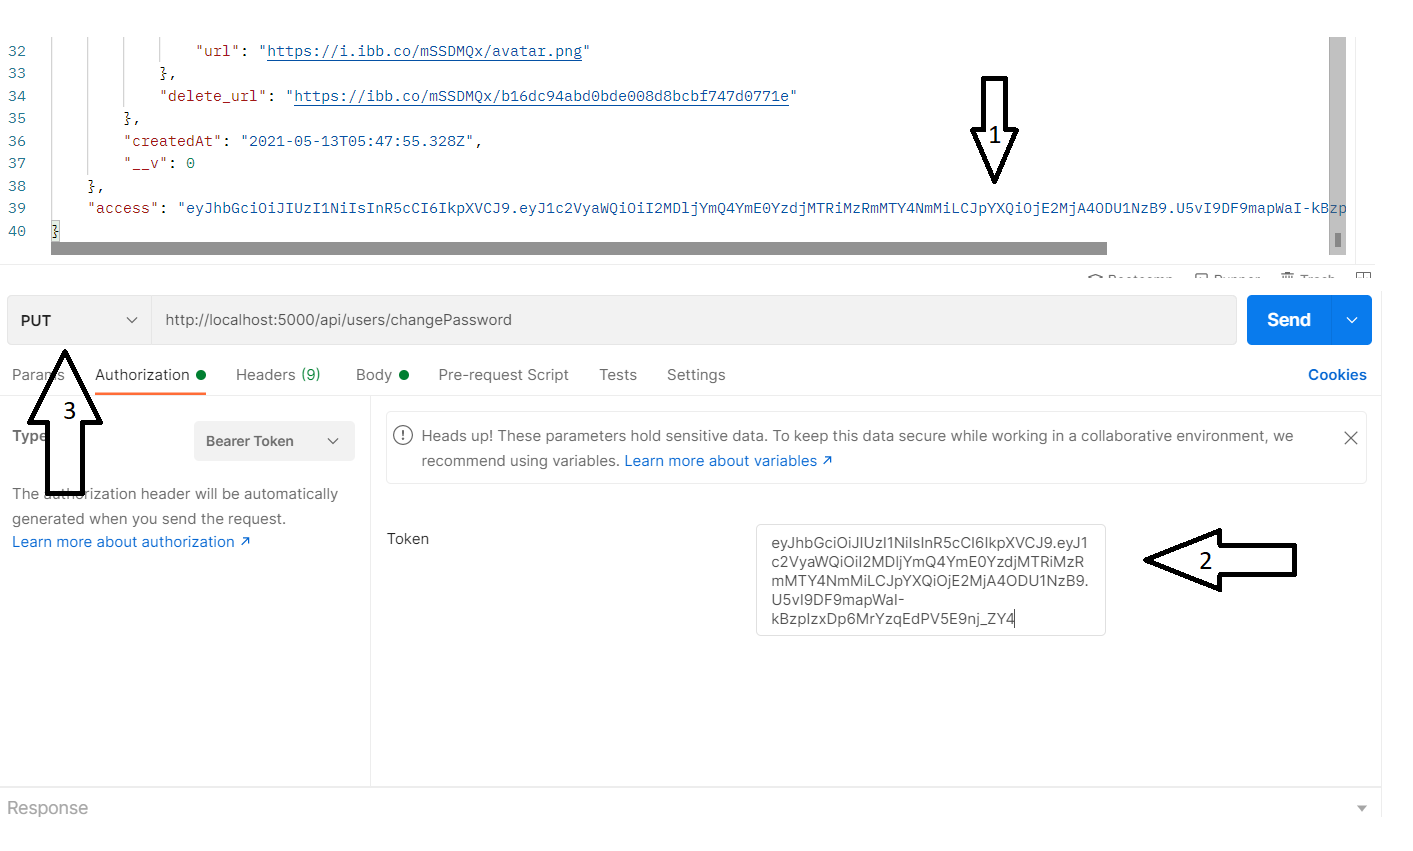 32 "url": "https://i.ibb.co/mSSDMQx/avatar.png"
33 },
34 "delete_url": "https://ibb.co/mSSDMQx/b16dc94abd0bde008d8bcbf747d0771e"
35 },
36 "createdAt": "2021-05-13T05:47:55.328Z",
37 "__v": 0
38 },
39 "access": "eyJhbGciOiJIUzI1NiIsInR5cCI6IkpXVCJ9.eyJ1c2VyaWQiOiI2MDljYmQ4YmE0YzdjMTRiMzRmMTY4NmMiLCJpYXQiOjE2MjA4ODU1NzB9.U5vI9DF9mapWaI-kBzp
40 }
1
PUT http://localhost:5000/api/users/changePassword Send
Params Authorization Headers (9) Body Pre-request Script Tests Settings Cookies
3
Type Bearer Token
Heads up! These parameters hold sensitive data. To keep this data secure while working in a collaborative environment, we
recommend using variables. Learn more about variables ↗
The authorization header will be automatically
generated when you send the request.
Learn more about authorization ↗
Token
eyJhbGciOiJIUzI1NiIsInR5cCI6IkpXVCJ9.eyJ1
c2VyaWQiOiI2MDljYmQ4YmE0YzdjMTRiMzR
mMTY4NmMiLCJpYXQiOjE2MjA4ODU1NzB9.
U5vI9DF9mapWaI-
kBzpIzxDp6MrYzqEdPV5E9nj_ZY4
2
Response